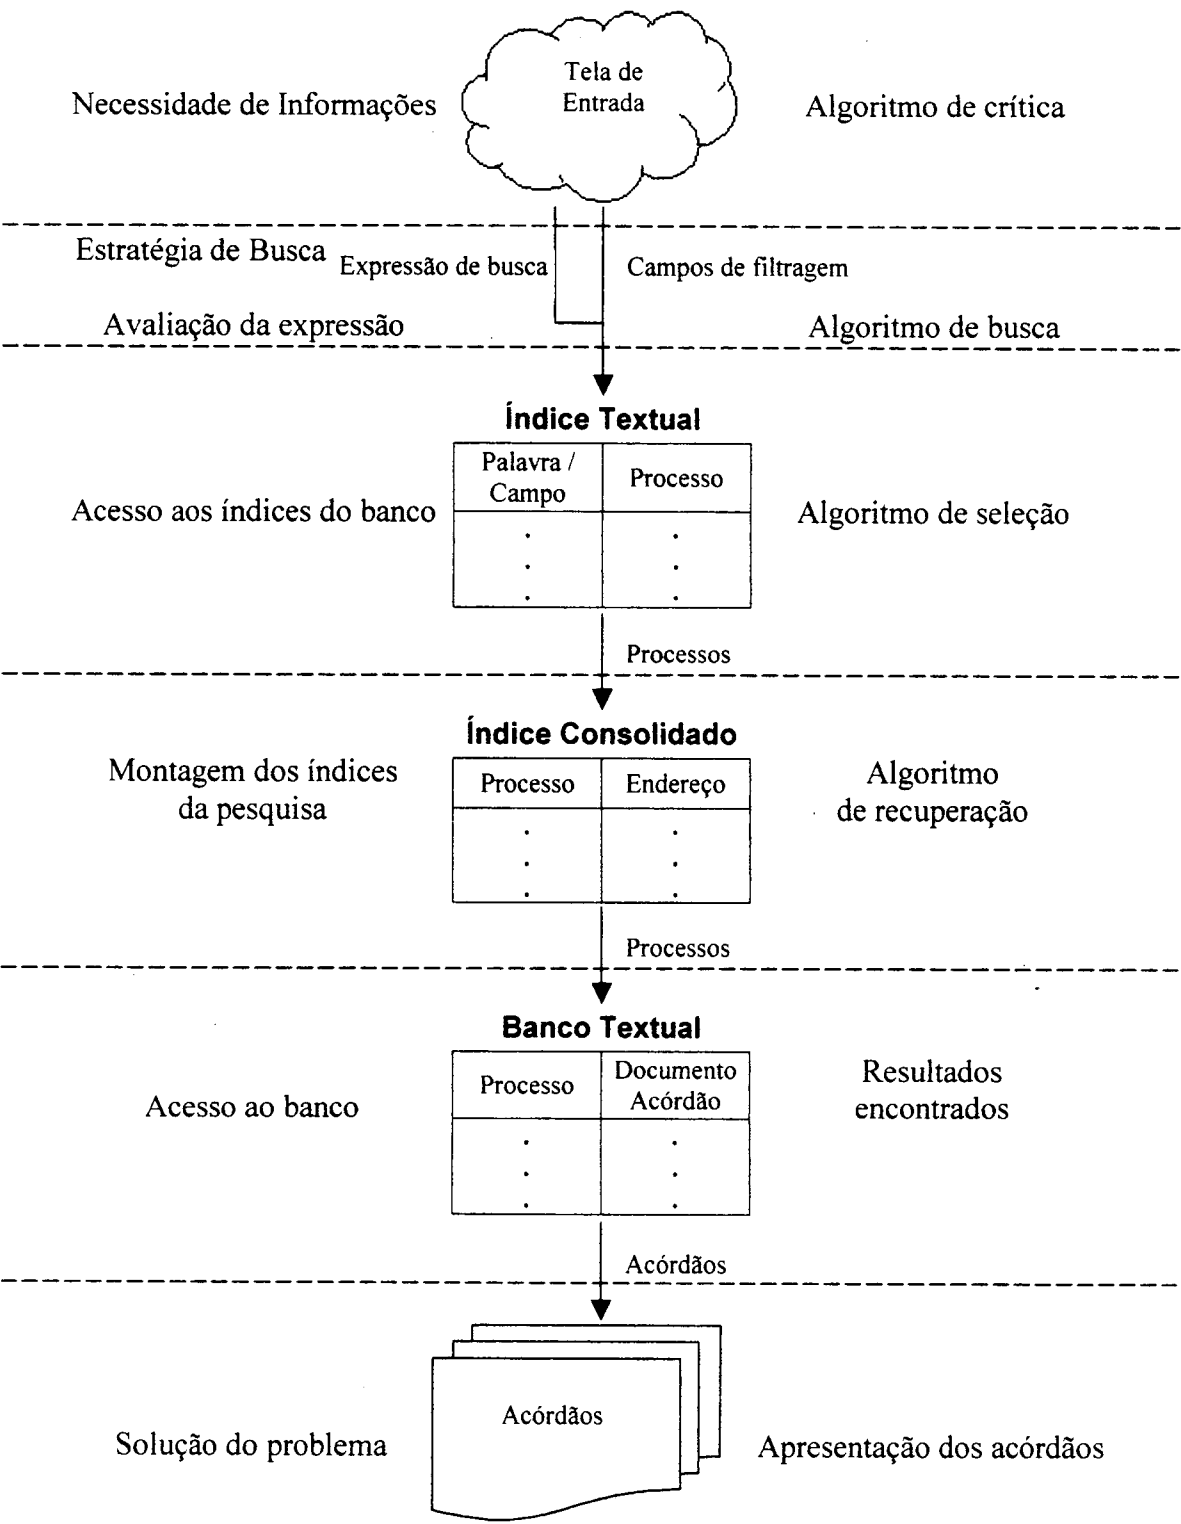 Tela de
Entrada
Necessidade de Informações
Algoritmo de crítica
Estratégia de Busca
Expressão de busca
Campos de filtragem
Avaliação da expressão
Algoritmo de busca
Índice Textual
Palavra /
Campo
Processo
Acesso aos índices do banco
Algoritmo de seleção
Processos
Índice Consolidado
Processo
Endereço
Montagem dos índices
da pesquisa
Algoritmo
de recuperação
Processos
Banco Textual
Processo
Documento
Acórdão
Acesso ao banco
Resultados
encontrados
Acórdãos
Acórdãos
Solução do problema
Apresentação dos acórdãos